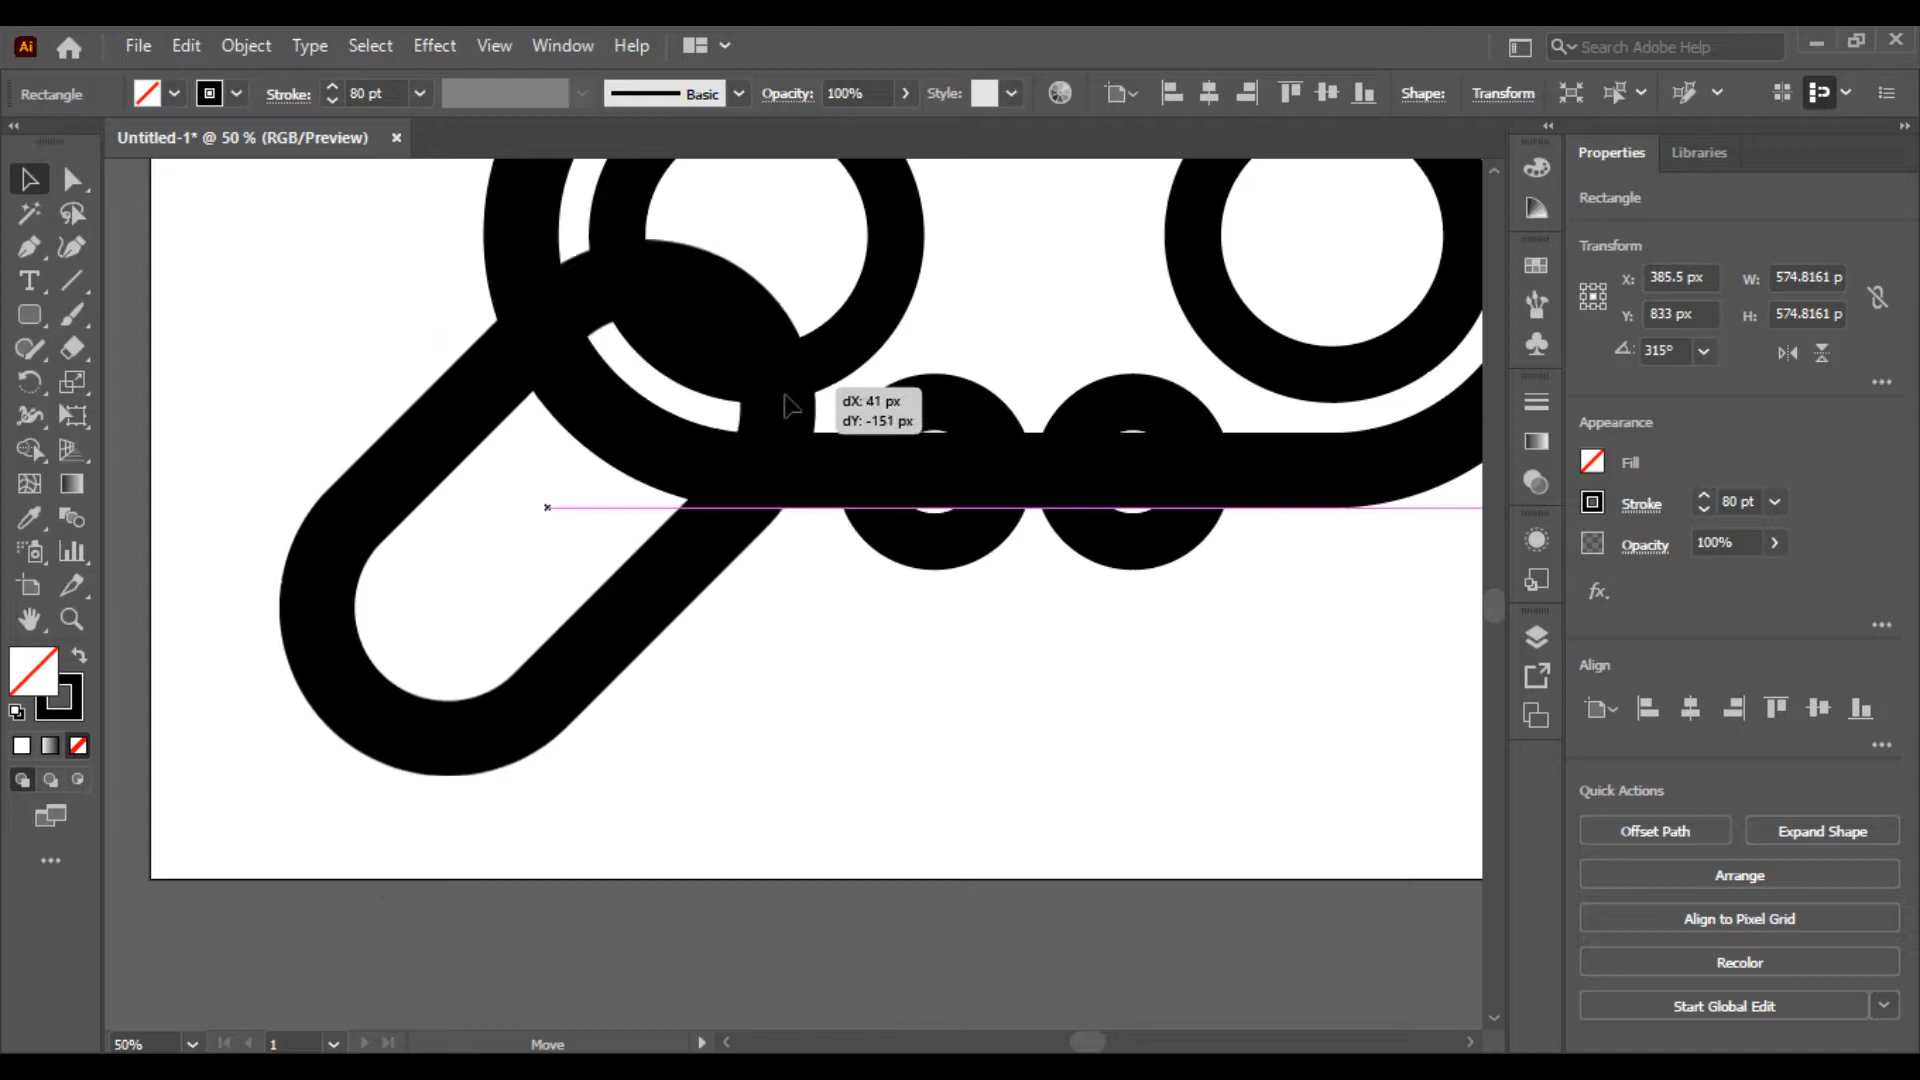 Ai File Edit Object Type Select Effect View Window Help Search Adobe Help
Rectangle Stroke: 80 pt Basic Opacity: 100% Style: Shape: Transform
Untitled-1* @ 50 % (RGB/Preview)
Properties Libraries
Rectangle
Transform
X: 385.5 px W: 574.8161 p
Y: 833 px H: 574.8161 p
315°
dX: 41 px
dY: -151 px
Appearance
Fill
Stroke 80 pt
Opacity 100%
fx.
Align
Quick Actions
Offset Path Expand Shape
Arrange
Align to Pixel Grid
Recolor
Start Global Edit
50% 1 Move